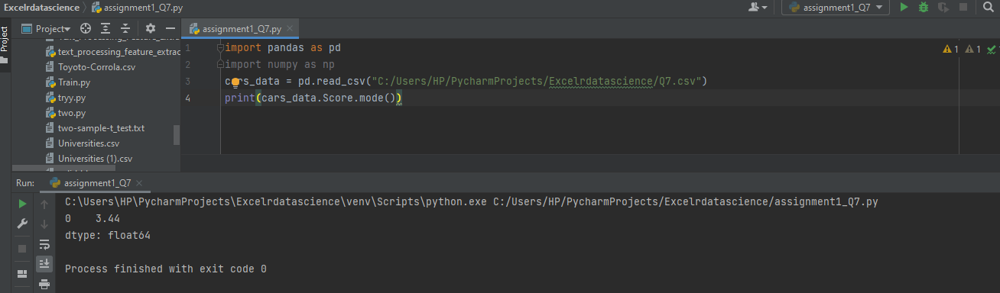 Excelrdatascience assignment1_Q7.py assignment1_Q7
Project
Project
assignment1_Q7.py
text_processing_feature_extrac
Toyoto-Corrola.csv
Train.py
tryy.py
two.py
two-sample-t_test.txt
Universities.csv
Universities (1).csv
1 import pandas as pd
2 import numpy as np
3 cars_data = pd.read_csv("C:/Users/HP/PycharmProjects/Excelrdatascience/Q7.csv")
4 print(cars_data.Score.mode())
1 1 1
Run: assignment1_Q7
C:\Users\HP\PycharmProjects\Excelrdatascience\venv\Scripts\python.exe C:/Users/HP/PycharmProjects/Excelrdatascience/assignment1_Q7.py
0 3.44
dtype: float64
Process finished with exit code 0